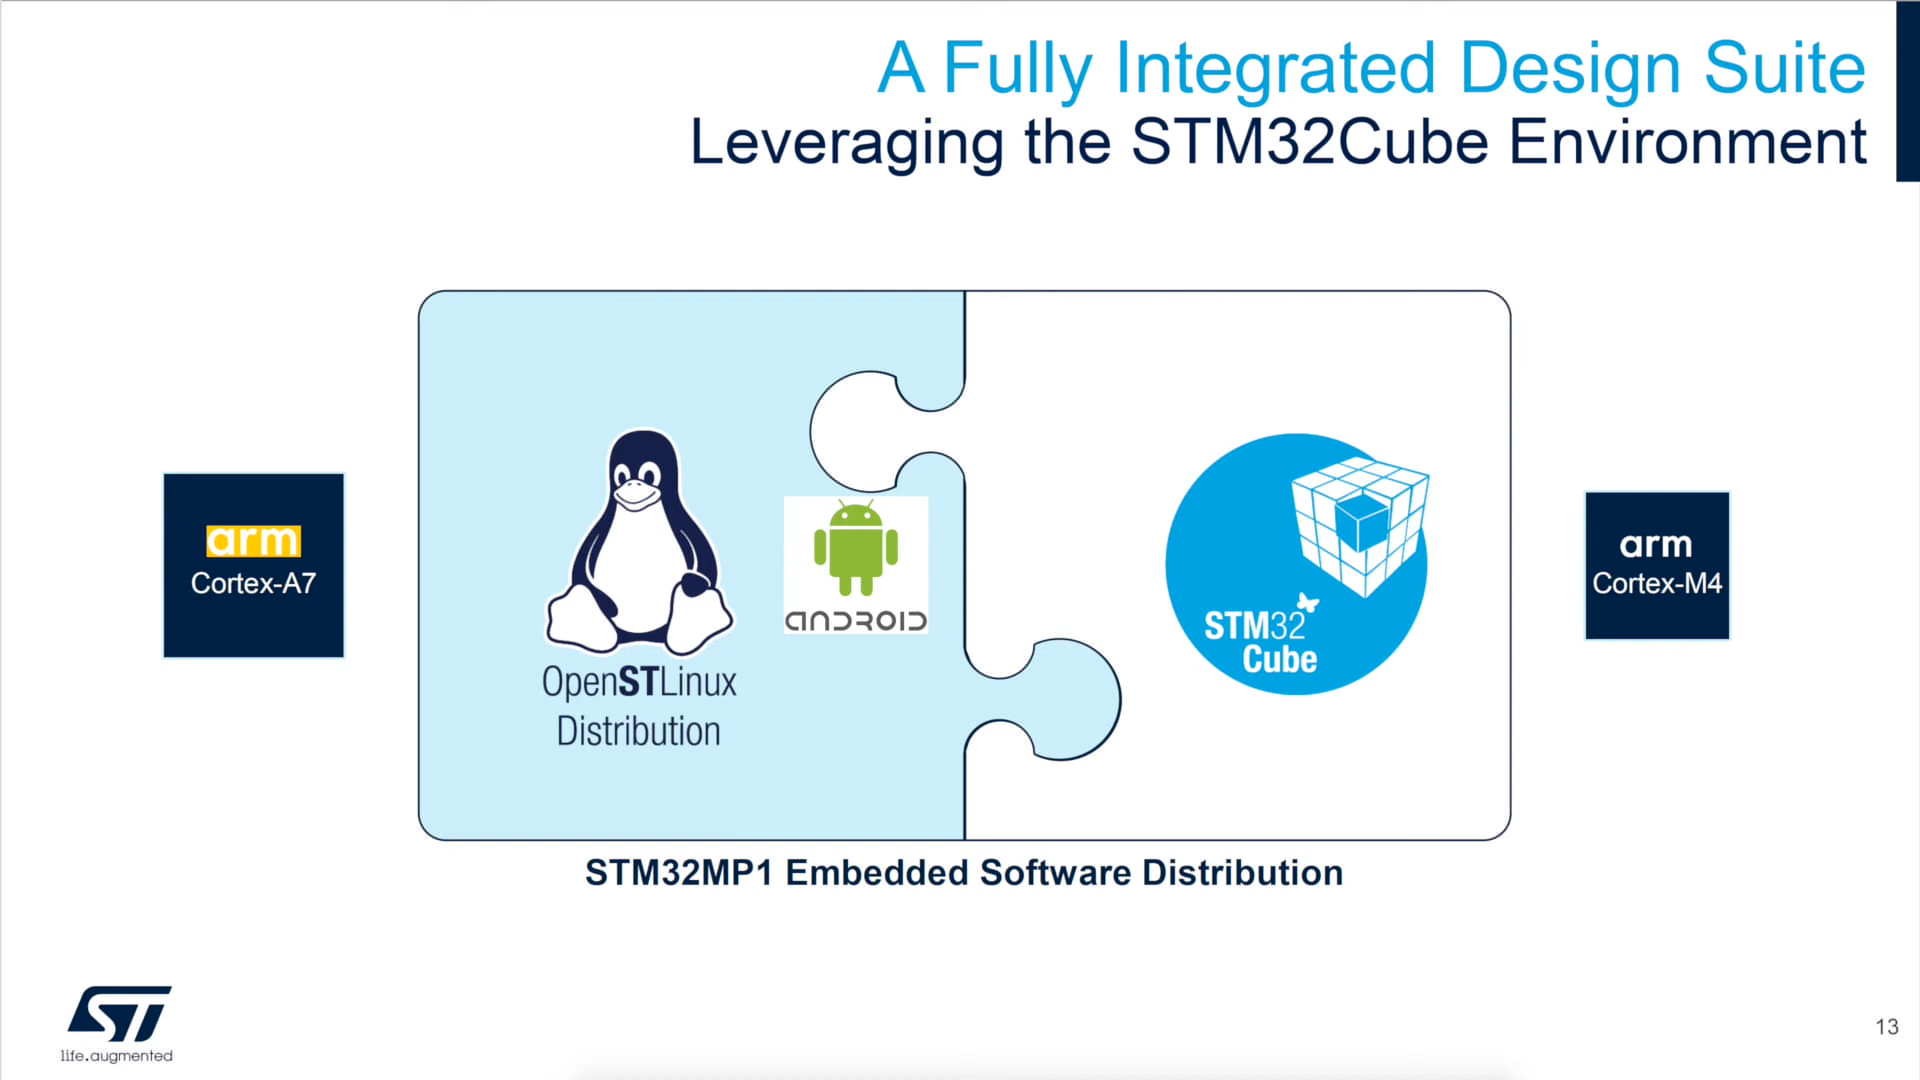 A Fully Integrated Design Suite
Leveraging the STM32Cube Environment
arm
Cortex-A7
OpenSTLinux
Distribution
ANDROID
STM32
Cube
arm
Cortex-M4
STM32MP1 Embedded Software Distribution
ST
life.augmented
13